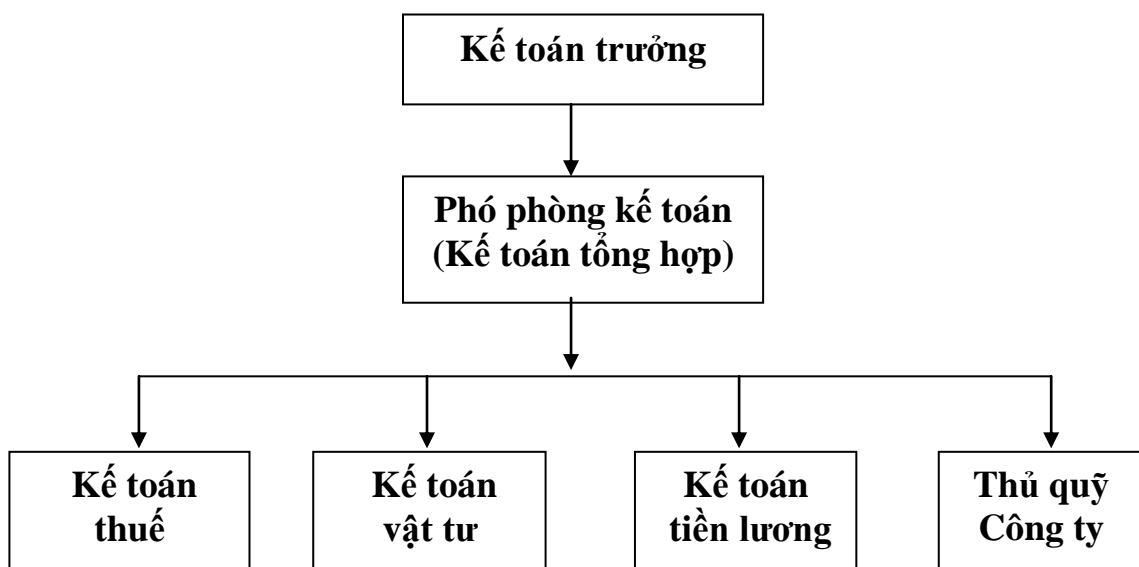 Kế toán trưởng
Phó phòng kế toán
(Kế toán tổng hợp)
Kế toán
thuế
Kế toán
vật tư
Kế toán
tiền lương
Thủ quỹ
Công ty